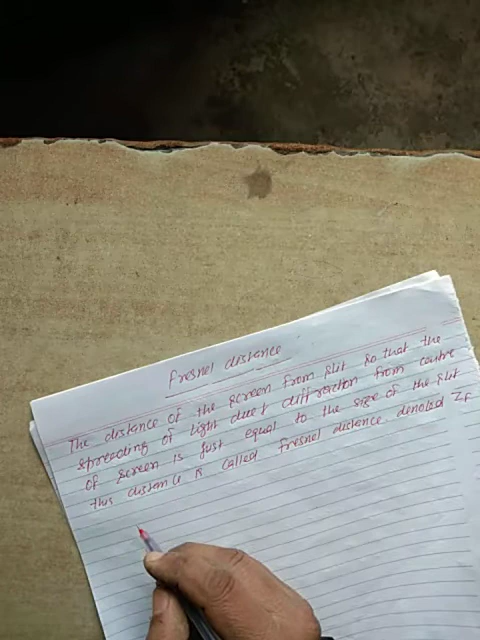 fresnel distance
The distance of the screen from slit so that the
spreading of light due t diffraction from centre
of screen is just equal to the size of the slit
this distance is called fresnel distance denoted ZF